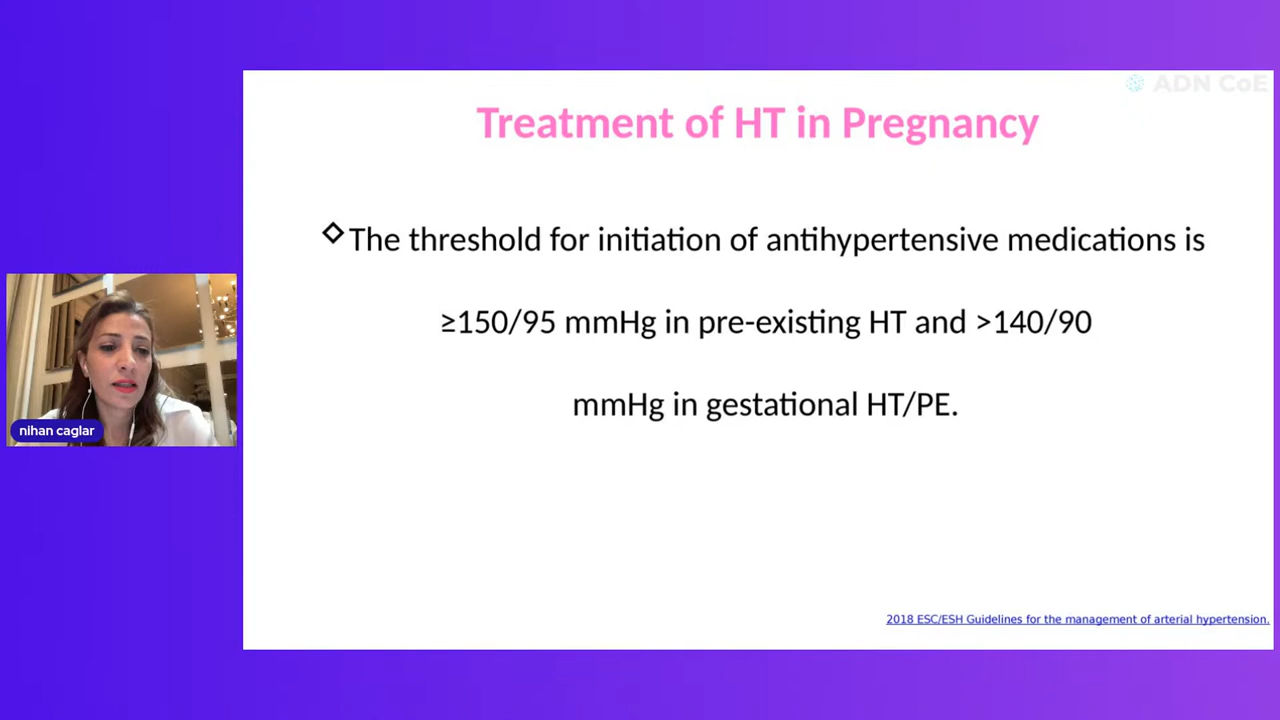 ADN CoE
Treatment of HT in Pregnancy
❖The threshold for initiation of antihypertensive medications is
≥150/95 mmHg in pre-existing HT and >140/90
mmHg in gestational HT/PE.
nihan caglar
2018 ESC/ESH Guidelines for the management of arterial hypertension.